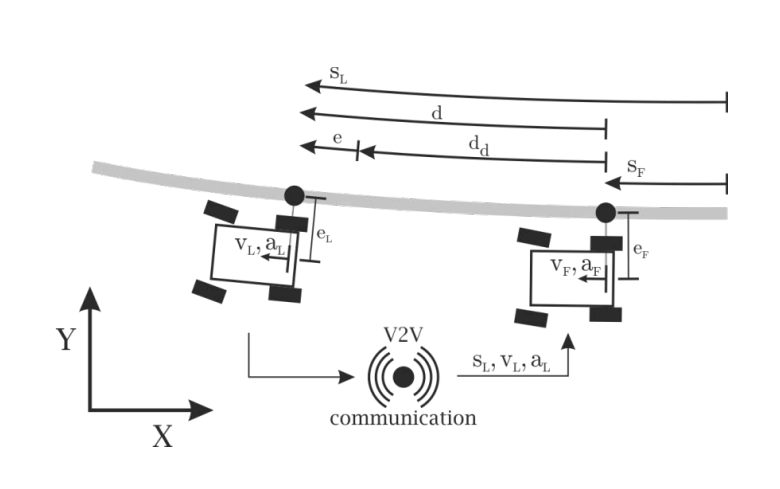 s_L
d
e
d_d
s_F
e_L
v_L, a_L
e_F
v_F, a_F
Y
V2V
s_L, v_L, a_L
communication
X